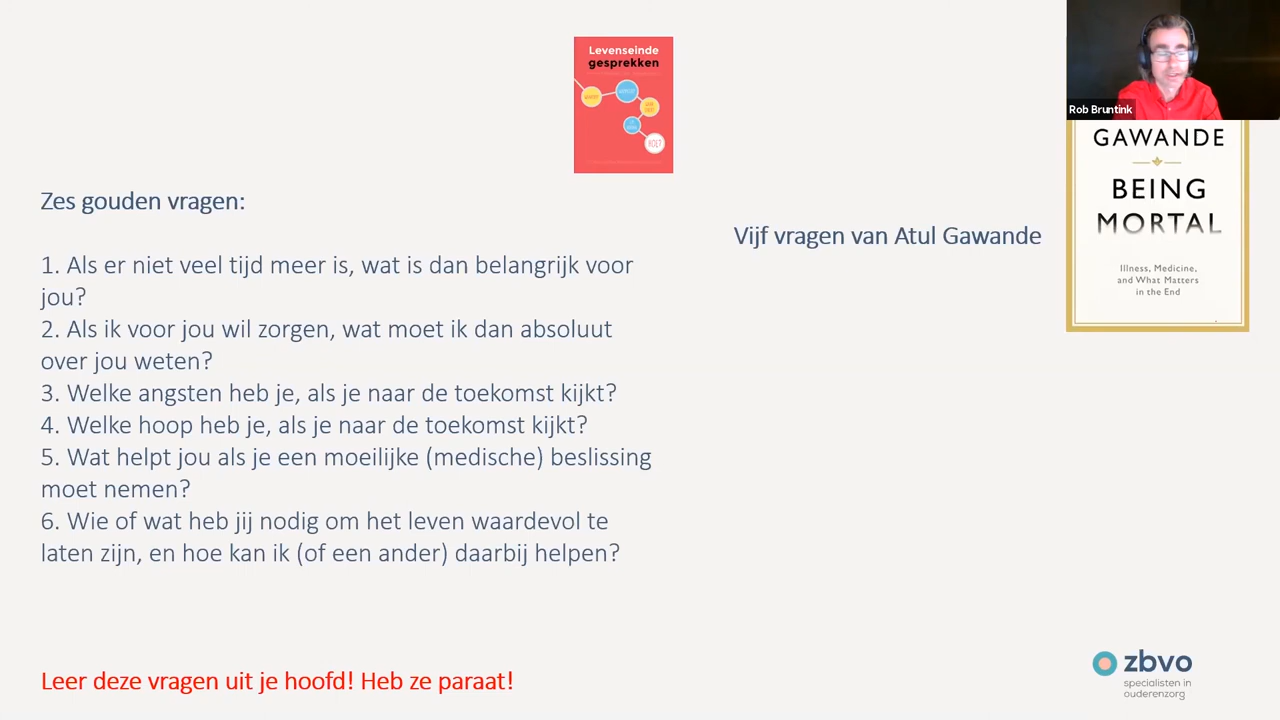 Levenseinde
gesprekken
Rob Bruntink
GAWANDE
BEING
MORTAL
Illness, Medicine,
and What Matters
in the End
Zes gouden vragen:
Vijf vragen van Atul Gawande
1. Als er niet veel tijd meer is, wat is dan belangrijk voor
jou?
2. Als ik voor jou wil zorgen, wat moet ik dan absoluut
over jou weten?
3. Welke angsten heb je, als je naar de toekomst kijkt?
4. Welke hoop heb je, als je naar de toekomst kijkt?
5. Wat helpt jou als je een moeilijke (medische) beslissing
moet nemen?
6. Wie of wat heb jij nodig om het leven waardevol te
laten zijn, en hoe kan ik (of een ander) daarbij helpen?
Leer deze vragen uit je hoofd! Heb ze paraat!
zbvo
specialisten in
ouderenzorg